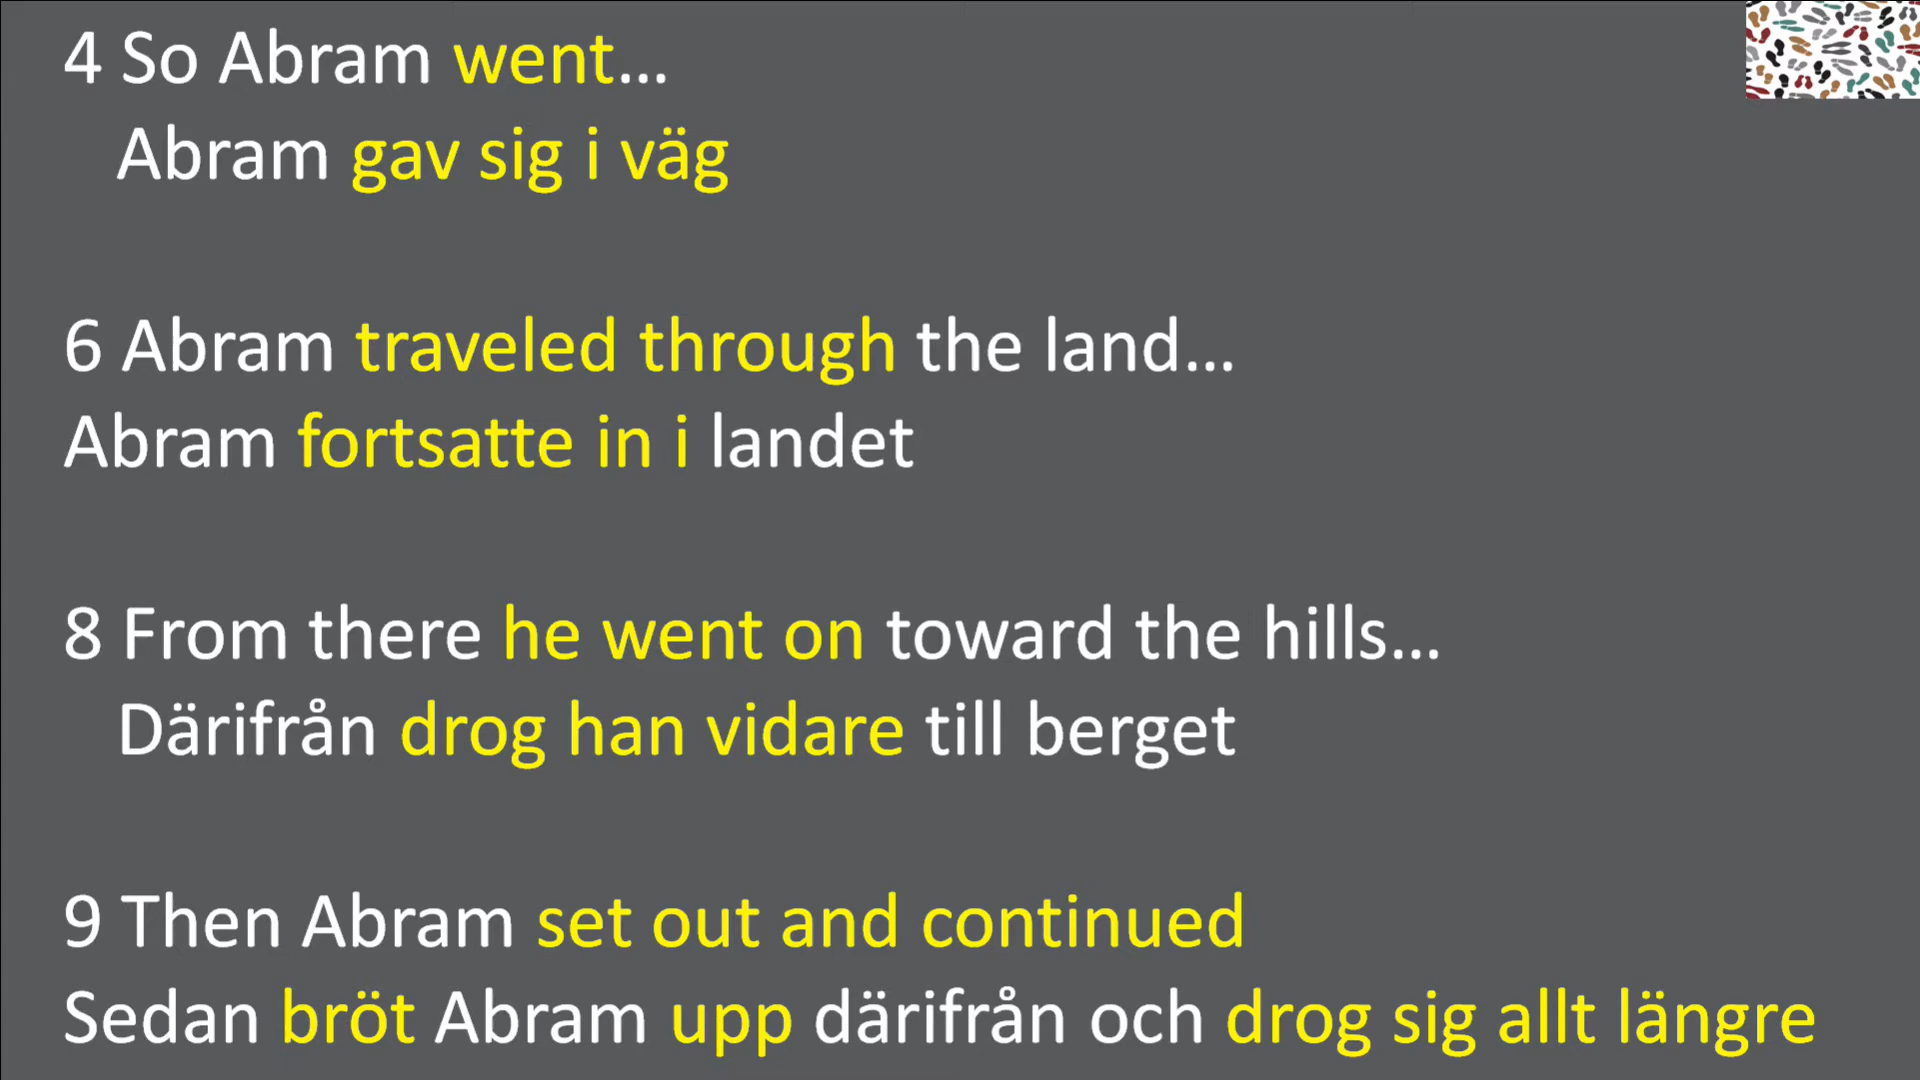 4 So Abram went...
Abram gav sig i väg
6 Abram traveled through the land...
Abram fortsatte in i landet
8 From there he went on toward the hills...
Därifrån drog han vidare till berget
9 Then Abram set out and continued
Sedan bröt Abram upp därifrån och drog sig allt längre